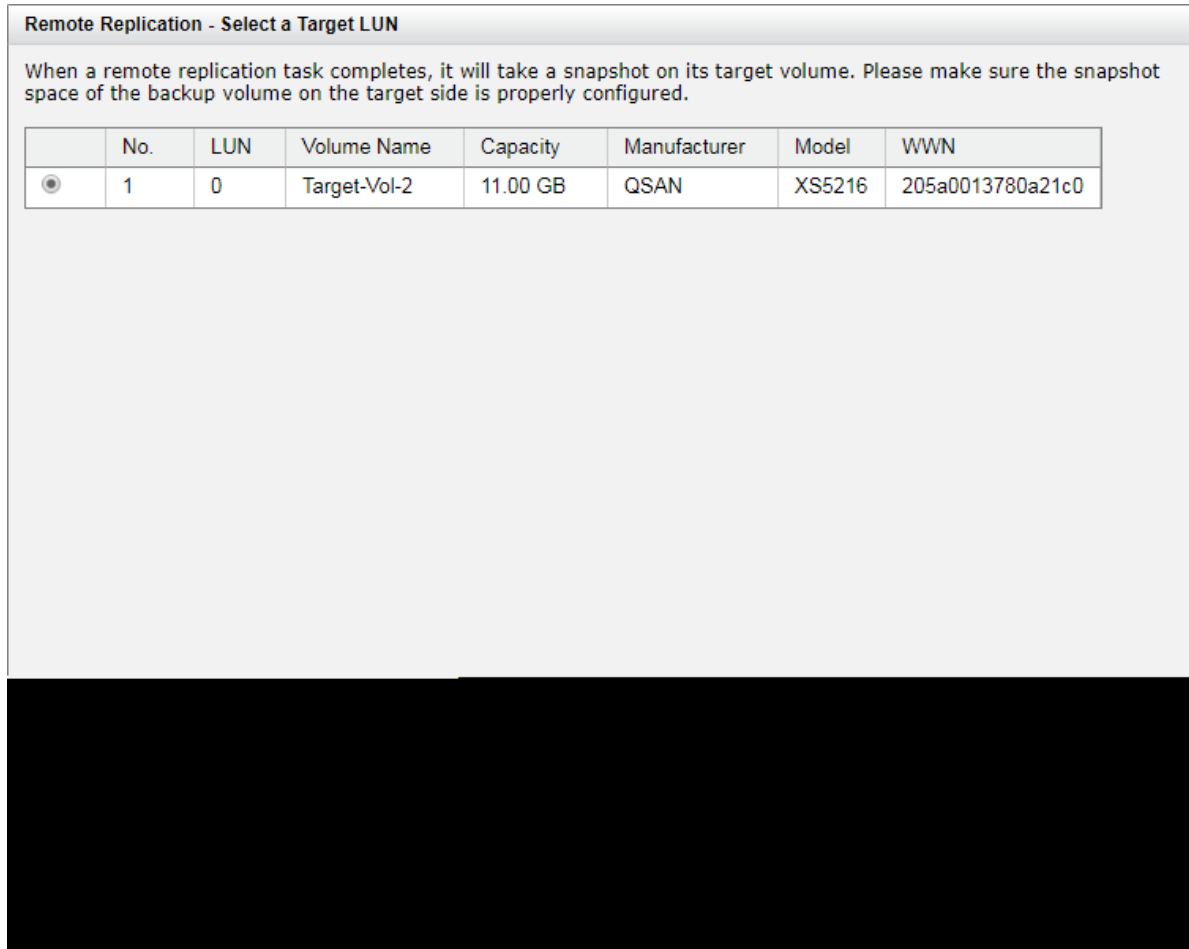 Remote Replication - Select a Target LUN
When a remote replication task completes, it will take a snapshot on its target volume. Please make sure the snapshot
space of the backup volume on the target side is properly configured.
No. LUN Volume Name Capacity Manufacturer Model WWN
1 0 Target-Vol-2 11.00 GB QSAN XS5216 205a0013780a21c0